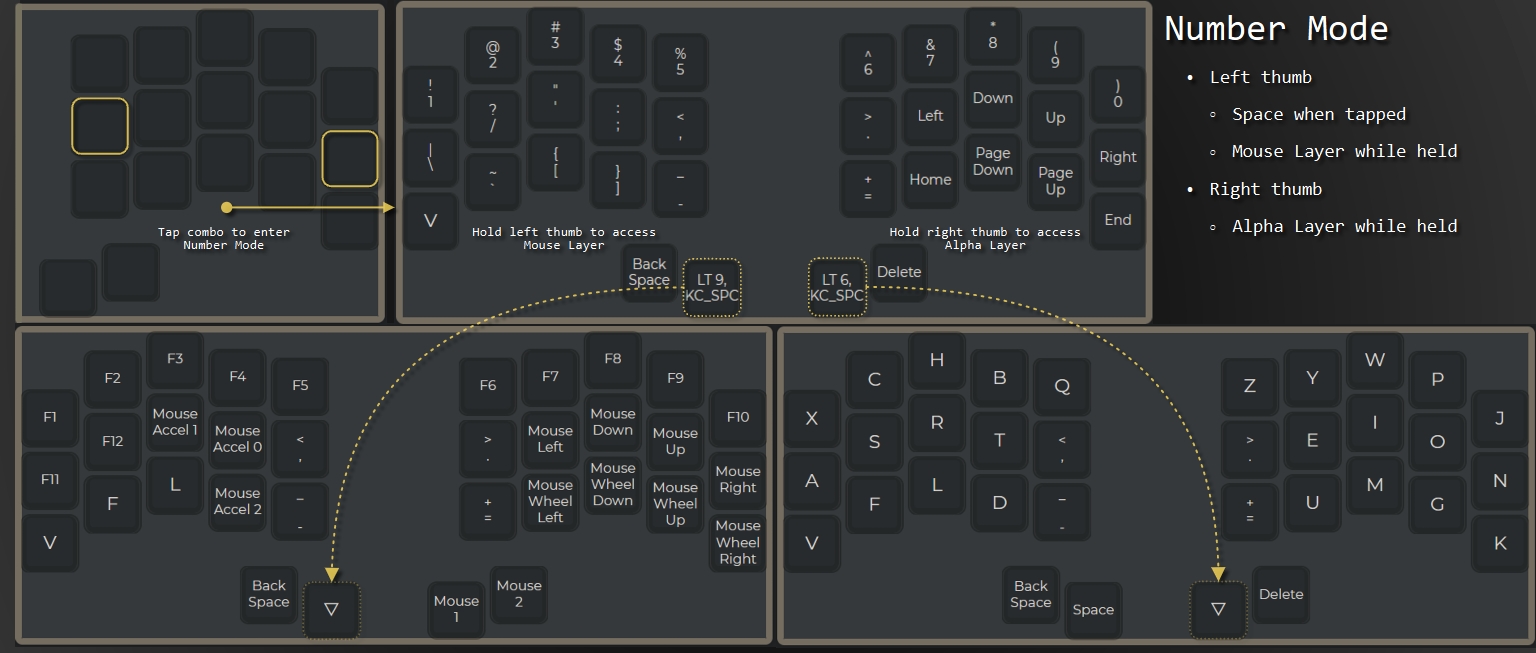 Number Mode
• Left thumb
◦ Space when tapped
◦ Mouse Layer while held
• Right thumb
◦ Alpha Layer while held
Tap combo to enter
Number Mode
#
3
@
2
$
4
%
5
!
1
"
'
?
/
:
;
<
,
|
\
{
[
~
`
}
]
_
-
V
Hold left thumb to access
Mouse Layer
Back
Space
LT 9,
KC_SPC
*
8
&
7
(
9
^
6
)
0
Down
Left
Up
>
.
Right
Page
Down
Home
Page
Up
+
=
End
Hold right thumb to access
Alpha Layer
LT 6,
KC_SPC
Delete
F3
F2
F4
F5
F1
Mouse
Accel 1
F12
Mouse
Accel 0
<
,
F11
L
F
Mouse
Accel 2
_
-
V
Back
Space
▽
F8
F7
F9
F6
F10
Mouse
Down
Mouse
Left
Mouse
Up
>
.
Mouse
Right
Mouse
Wheel
Down
Mouse
Wheel
Left
Mouse
Wheel
Up
+
=
Mouse
Wheel
Right
Mouse
1
Mouse
2
H
C
B
Q
X
R
S
T
<
,
A
L
F
D
_
-
V
Back
Space
Space
W
Y
P
Z
J
I
E
O
>
.
N
M
U
G
+
=
K
▽
Delete